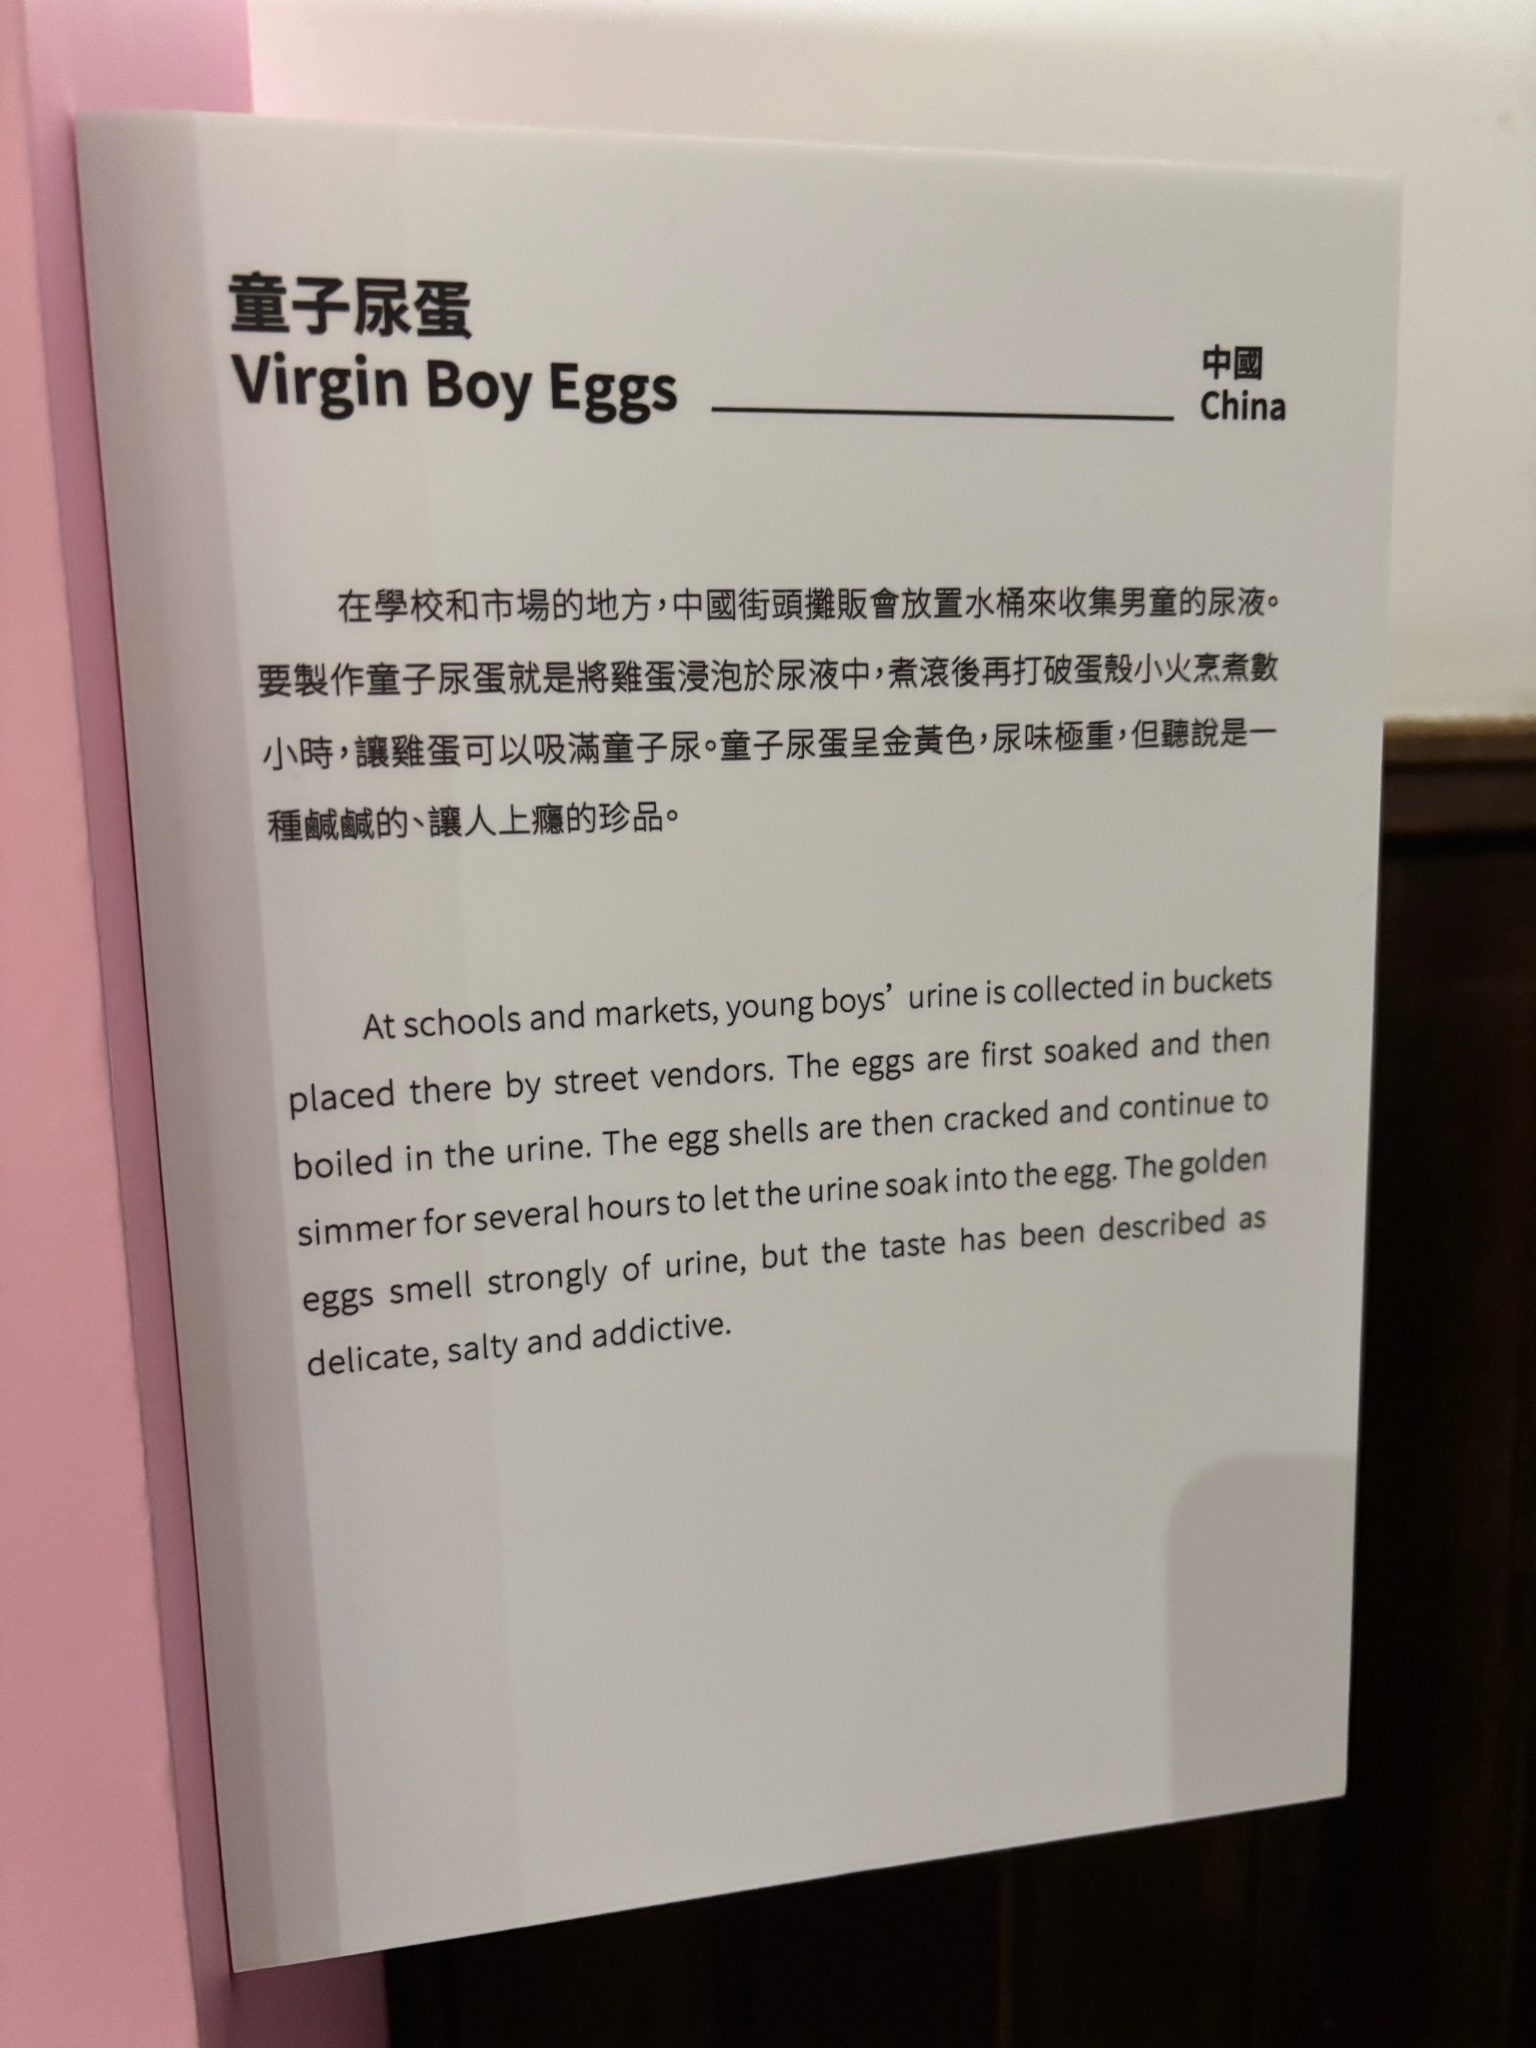 童子尿蛋
Virgin Boy Eggs
中國
China
在學校和市場的地方，中國街頭攤販會放置水桶來收集男童的尿液。
要製作童子尿蛋就是將雞蛋浸泡於尿液中，煮滾後再打破蛋殼小火烹煮數
小時，讓雞蛋可以吸滿童子尿。童子尿蛋呈金黃色，尿味極重，但聽說是一
種鹹鹹的、讓人上癮的珍品。
At schools and markets, young boys’ urine is collected in buckets
placed there by street vendors. The eggs are first soaked and then
boiled in the urine. The egg shells are then cracked and continue to
simmer for several hours to let the urine soak into the egg. The golden
eggs smell strongly of urine, but the taste has been described as
delicate, salty and addictive.